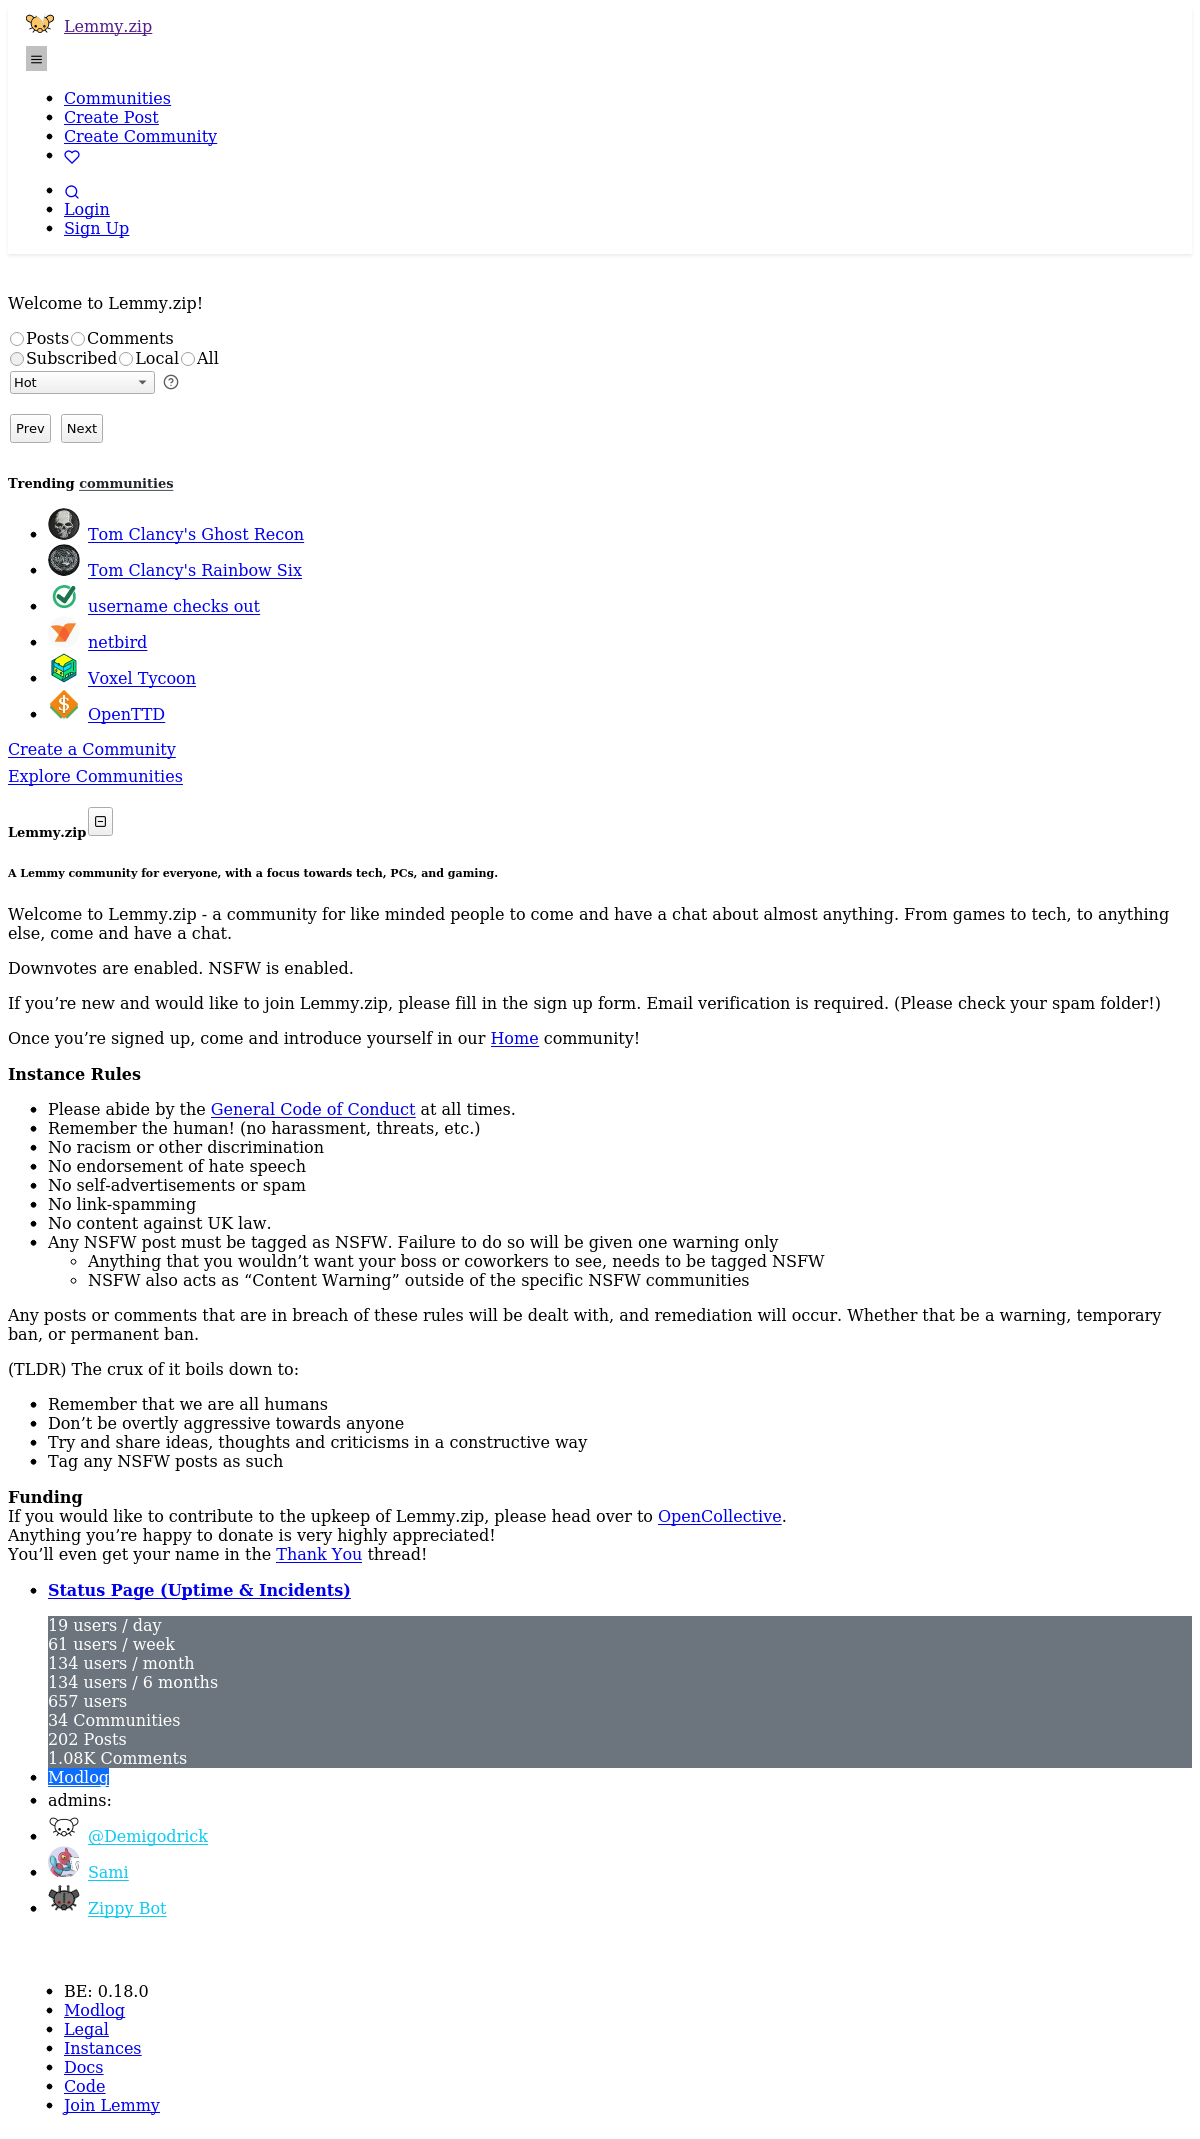 Lemmy.zip
Communities
Create Post
Create Community
Login
Sign Up
Welcome to Lemmy.zip!
Posts Comments
Subscribed Local All
Hot
Prev Next
Trending communities
Tom Clancy's Ghost Recon
Tom Clancy's Rainbow Six
username checks out
netbird
Voxel Tycoon
OpenTTD
Create a Community
Explore Communities
Lemmy.zip
A Lemmy community for everyone, with a focus towards tech, PCs, and gaming.
Welcome to Lemmy.zip - a community for like minded people to come and have a chat about almost anything. From games to tech, to anything
else, come and have a chat.
Downvotes are enabled. NSFW is enabled.
If you’re new and would like to join Lemmy.zip, please fill in the sign up form. Email verification is required. (Please check your spam folder!)
Once you’re signed up, come and introduce yourself in our Home community!
Instance Rules
Please abide by the General Code of Conduct at all times.
Remember the human! (no harassment, threats, etc.)
No racism or other discrimination
No endorsement of hate speech
No self-advertisements or spam
No link-spamming
No content against UK law.
Any NSFW post must be tagged as NSFW. Failure to do so will be given one warning only
Anything that you wouldn’t want your boss or coworkers to see, needs to be tagged NSFW
NSFW also acts as “Content Warning” outside of the specific NSFW communities
Any posts or comments that are in breach of these rules will be dealt with, and remediation will occur. Whether that be a warning, temporary
ban, or permanent ban.
(TLDR) The crux of it boils down to:
Remember that we are all humans
Don’t be overtly aggressive towards anyone
Try and share ideas, thoughts and criticisms in a constructive way
Tag any NSFW posts as such
Funding
If you would like to contribute to the upkeep of Lemmy.zip, please head over to OpenCollective.
Anything you’re happy to donate is very highly appreciated!
You’ll even get your name in the Thank You thread!
Status Page (Uptime & Incidents)
19 users / day
61 users / week
134 users / month
134 users / 6 months
657 users
34 Communities
202 Posts
1.08K Comments
Modlog
admins:
@Demigodrick
Sami
Zippy Bot
BE: 0.18.0
Modlog
Legal
Instances
Docs
Code
Join Lemmy